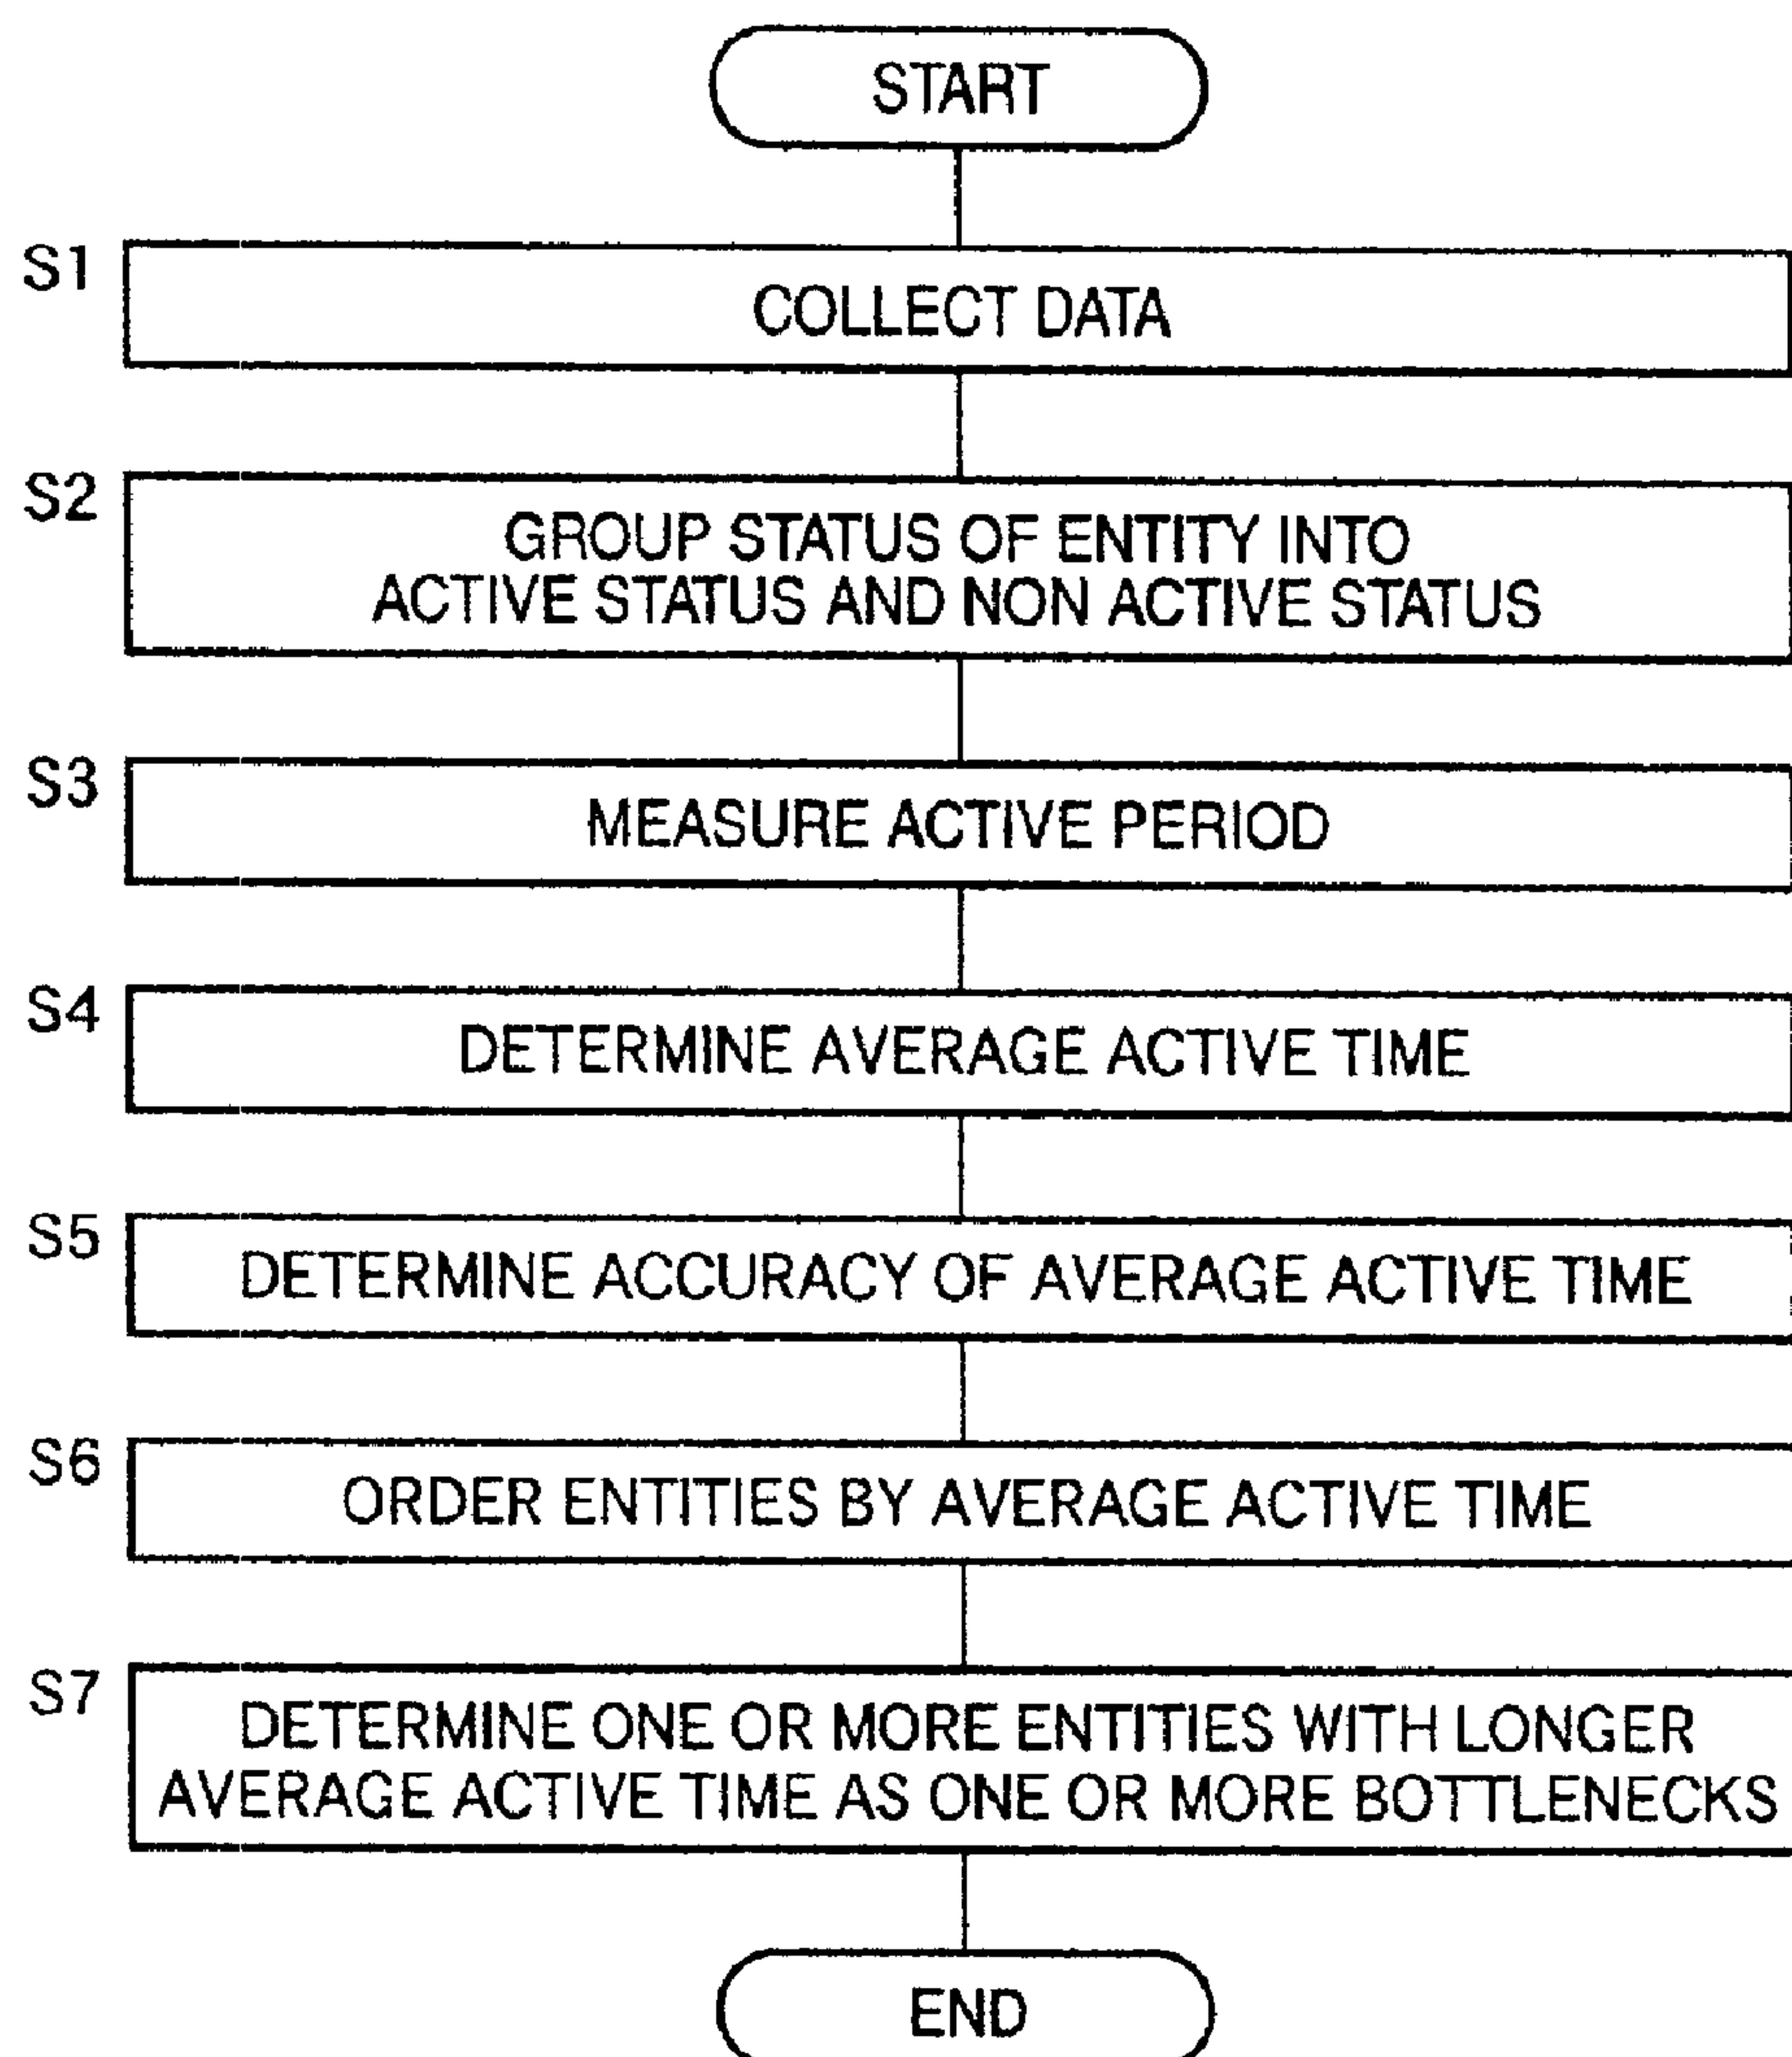 START
S1
COLLECT DATA
S2
GROUP STATUS OF ENTITY INTO
ACTIVE STATUS AND NON ACTIVE STATUS
S3
MEASURE ACTIVE PERIOD
S4
DETERMINE AVERAGE ACTIVE TIME
S5
DETERMINE ACCURACY OF AVERAGE ACTIVE TIME
S6
ORDER ENTITIES BY AVERAGE ACTIVE TIME
S7
DETERMINE ONE OR MORE ENTITIES WITH LONGER
AVERAGE ACTIVE TIME AS ONE OR MORE BOTTLENECKS
END